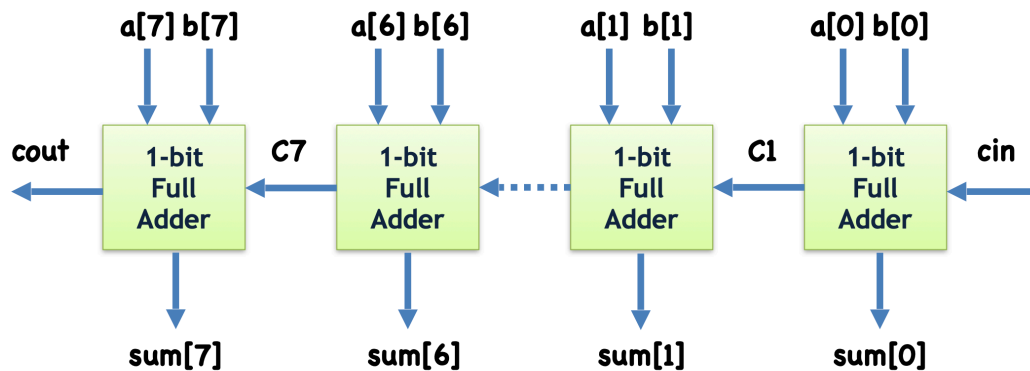 a[7] b[7] a[6] b[6] a[1] b[1] a[0] b[0]
cout C7 C1 cin
1-bit Full Adder
1-bit Full Adder
1-bit Full Adder
1-bit Full Adder
sum[7] sum[6] sum[1] sum[0]